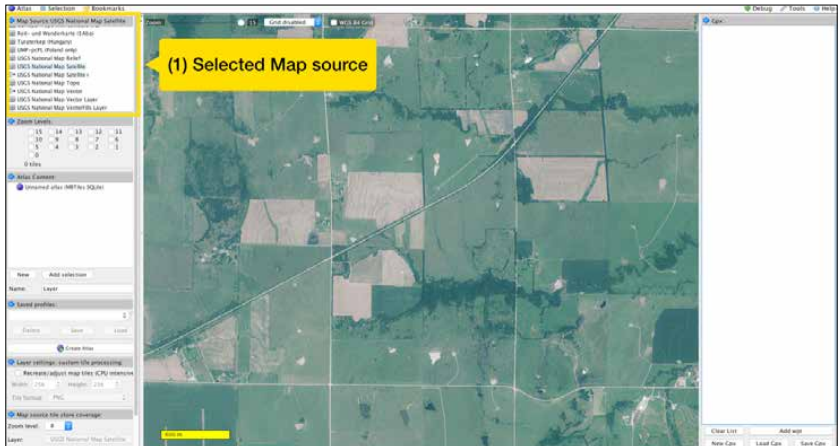 Atlas Selection Bookmarks
Debug Tools Help
Map Source USGS National Map Satellite
Turaterkep (Hungary)
UMP-pcPL (Poland only)
USGS National Map Relief
USGS National Map Satellite
USGS National Map Satellite
USGS National Map Topo
USGS National Map Vector
USGS National Map Vector Layer
USGS National Map
Layer
(1) Selected Map source
Zoom
15
Grid disabled
WGS 84 Grid
Gpx
Zoom Levels
15 14 13 12 11
10 9 8 7 6
5 4 3 2 1
0
0 tiles
Atlas Content
Unnamed atlas (MBTiles SQLite)
New
Add selection
Name:
Layer
Saved profiles:
Delete
Save
Load
Create Atlas
Layer settings: custom tile processing
Recreate/adjust map tiles (CPU intensive
Width: 256
Height: 256
Tile format: PNG
Map source tile store coverage:
Zoom level: 8
Layer:
USGS National Map Satellite
Clear List
Add wpt
New Gpx
Load Gpx
Save Gpx